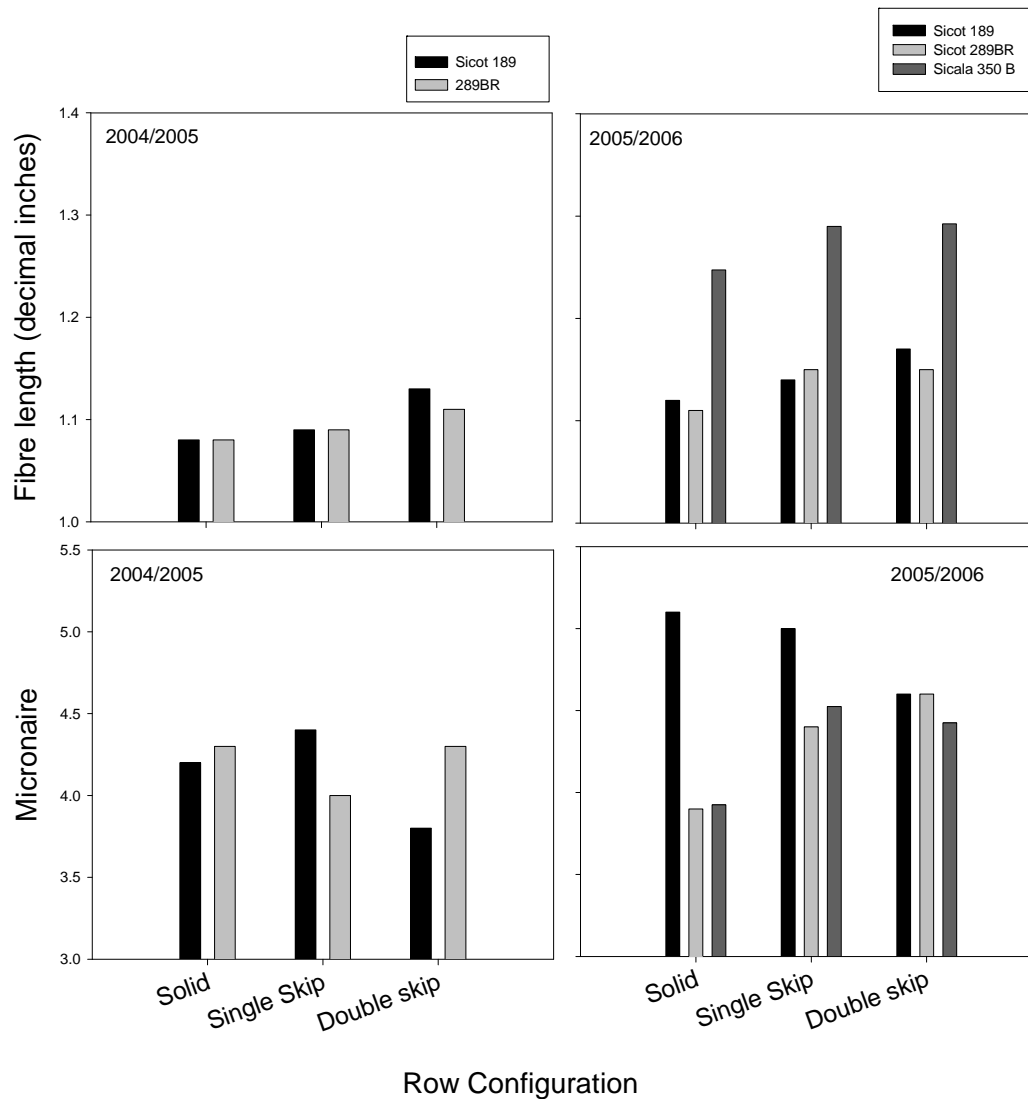 Sicot 189
289BR
Sicot 189
Sicot 289BR
Sicala 350 B
Fibre length (decimal inches)
1.4
1.3
1.2
1.1
1.0
2004/2005
2005/2006
Micronaire
5.5
5.0
4.5
4.0
3.5
3.0
2004/2005
2005/2006
Solid
Single Skip
Double skip
Solid
Single Skip
Double skip
Row Configuration